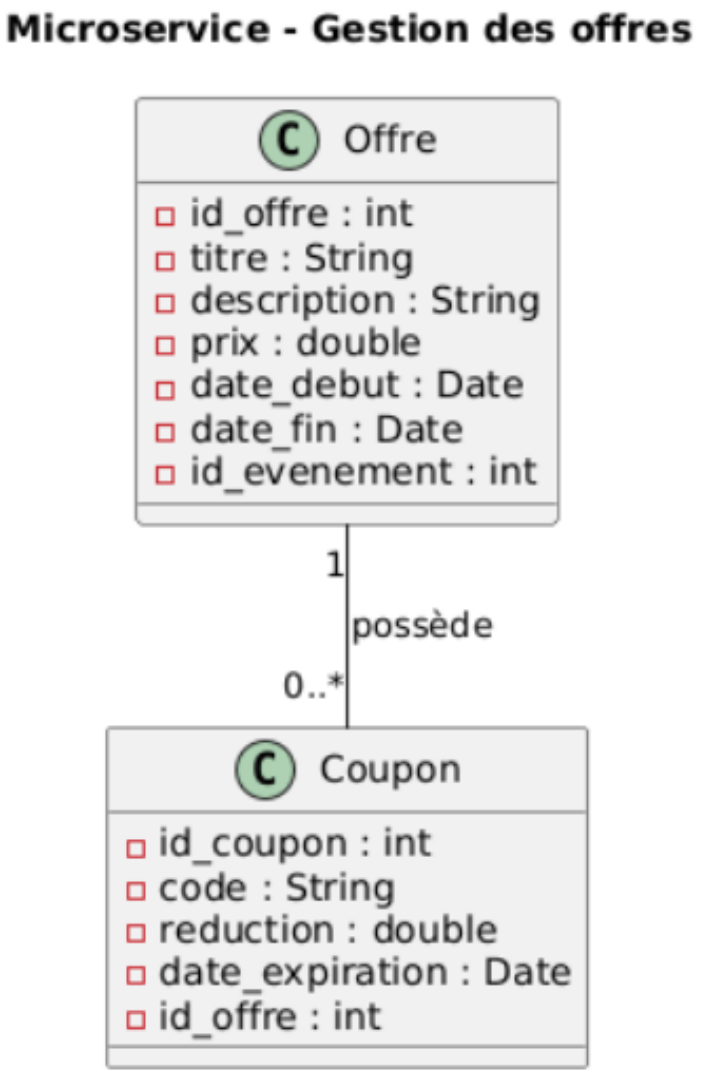 Microservice - Gestion des offres
C Offre
id_offre : int
titre : String
description : String
prix : double
date_debut : Date
date_fin : Date
id_evenement : int
1
possède
0..*
C Coupon
id_coupon : int
code : String
reduction : double
date_expiration : Date
id_offre : int